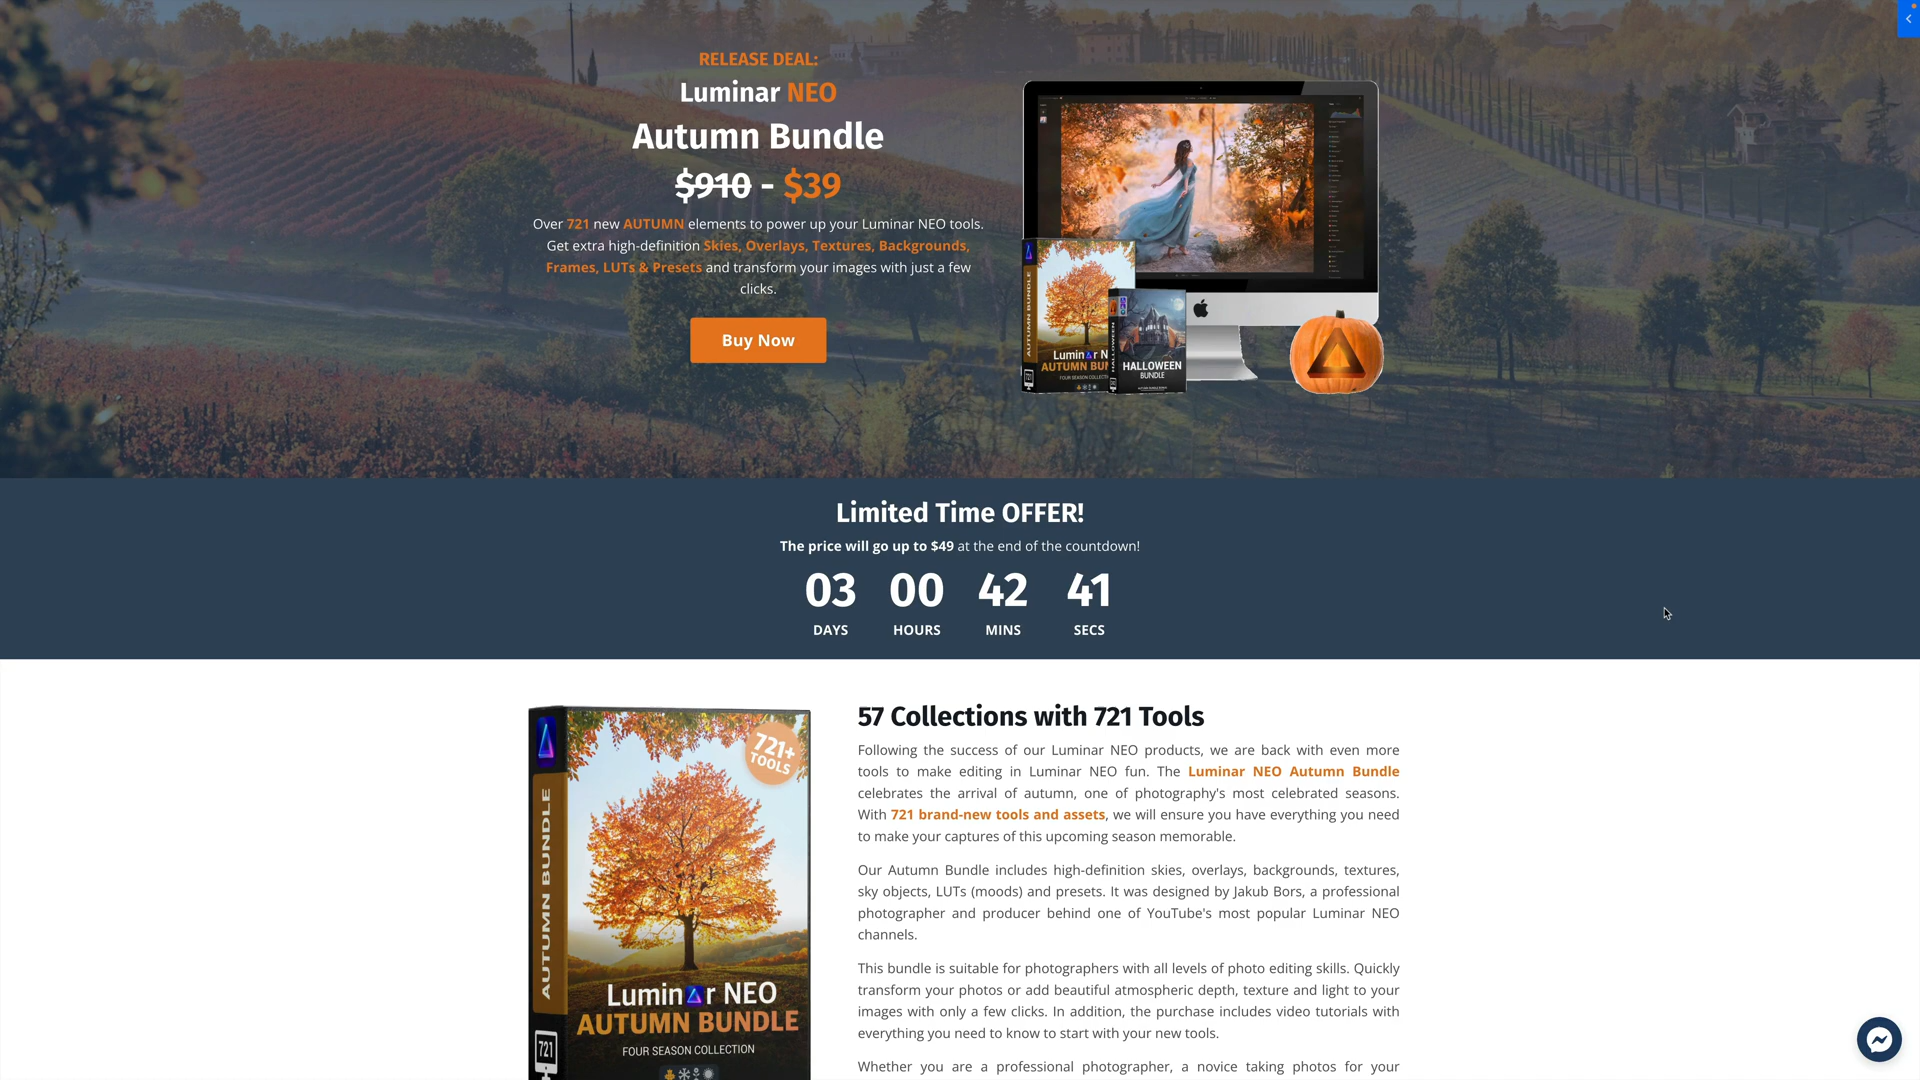 RELEASE DEAL:
Luminar NEO
Autumn Bundle
$910 - $39
Over 721 new AUTUMN elements to power up your Luminar NEO tools.
Get extra high-definition Skies, Overlays, Textures, Backgrounds,
Frames, LUTs & Presets and transform your images with just a few
clicks.
Buy Now
AUTUMN BUNDLE
Luminar N
AUTUMN BUN
FOUR SEASON COLLECTI
721
HALLOWEEN
BUNDLE
Limited Time OFFER!
The price will go up to $49 at the end of the countdown!
03 00 42 41
DAYS HOURS MINS SECS
721+
TOOLS
AUTUMN BUNDLE
Luminar NEO
AUTUMN BUNDLE
FOUR SEASON COLLECTION
721
57 Collections with 721 Tools
Following the success of our Luminar NEO products, we are back with even more
tools to make editing in Luminar NEO fun. The Luminar NEO Autumn Bundle
celebrates the arrival of autumn, one of photography's most celebrated seasons.
With 721 brand-new tools and assets, we will ensure you have everything you need
to make your captures of this upcoming season memorable.
Our Autumn Bundle includes high-definition skies, overlays, backgrounds, textures,
sky objects, LUTs (moods) and presets. It was designed by Jakub Bors, a professional
photographer and producer behind one of YouTube's most popular Luminar NEO
channels.
This bundle is suitable for photographers with all levels of photo editing skills. Quickly
transform your photos or add beautiful atmospheric depth, texture and light to your
images with only a few clicks. In addition, the purchase includes video tutorials with
everything you need to know to start with your new tools.
Whether you are a professional photographer, a novice taking photos for your